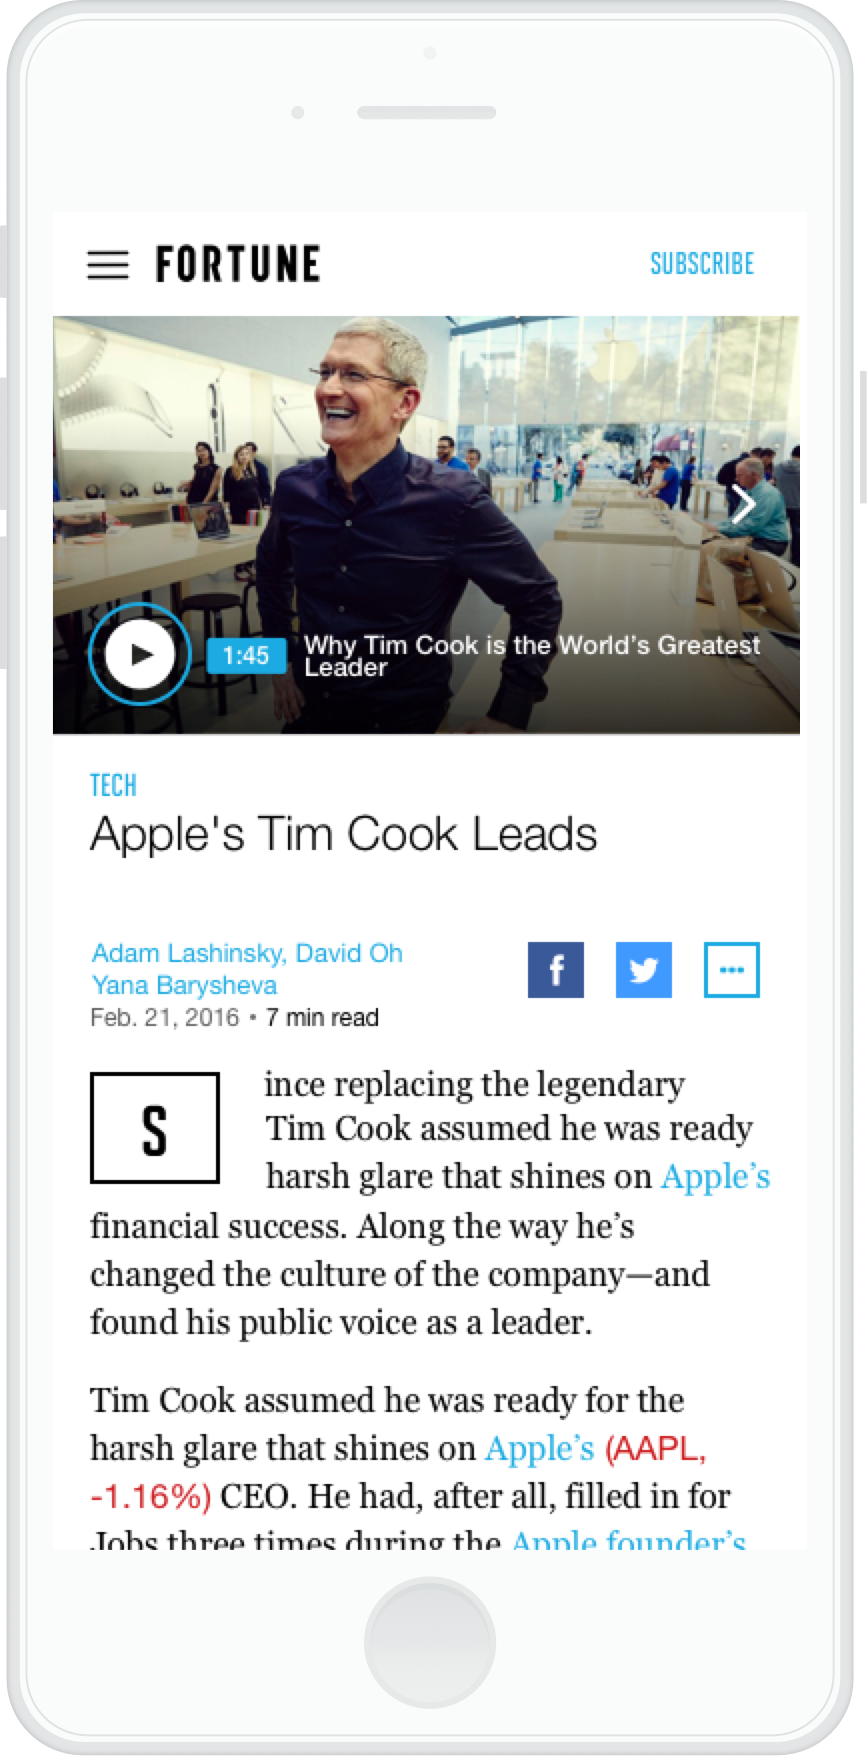 FORTUNE
SUBSCRIBE
1:45
Why Tim Cook is the World’s Greatest
Leader
TECH
Apple's Tim Cook Leads
Adam Lashinsky, David Oh
Yana Barysheva
Feb. 21, 2016 • 7 min read
S
ince replacing the legendary
Tim Cook assumed he was ready
harsh glare that shines on Apple’s
financial success. Along the way he’s
changed the culture of the company—and
found his public voice as a leader.
Tim Cook assumed he was ready for the
harsh glare that shines on Apple’s (AAPL,
-1.16%) CEO. He had, after all, filled in for
Jobs three times during the Apple founder’s